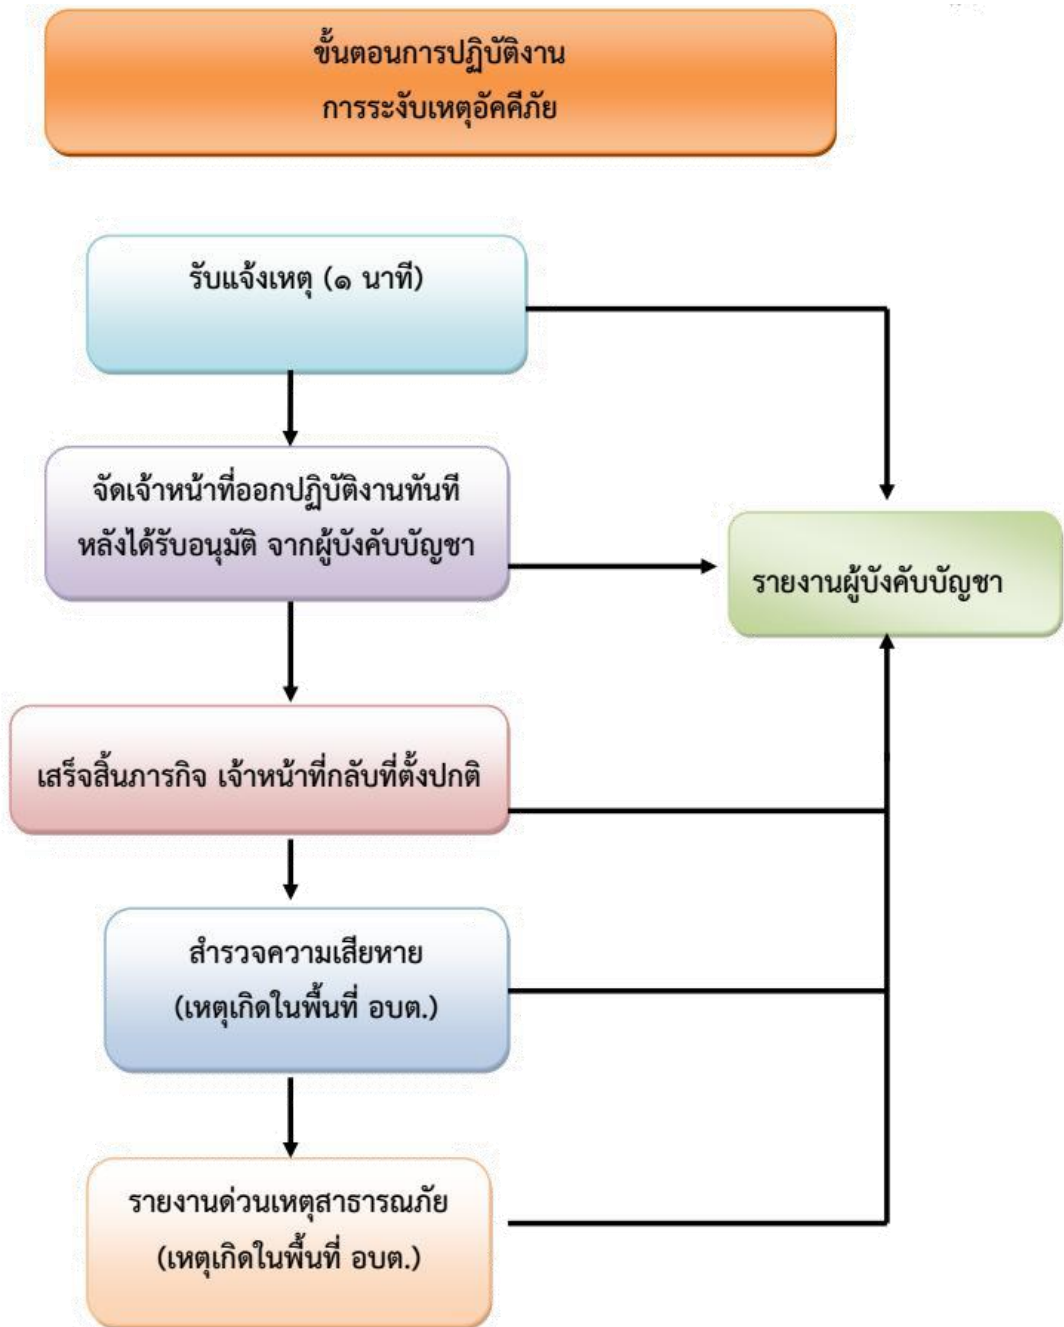 ขั้นตอนการปฏิบัติงาน
การระงับเหตุอัคคีภัย
รับแจ้งเหตุ (๑ นาที)
จัดเจ้าหน้าที่ออกปฏิบัติงานทันที
หลังได้รับอนุมัติ จากผู้บังคับบัญชา
รายงานผู้บังคับบัญชา
เสร็จสิ้นภารกิจ เจ้าหน้าที่กลับที่ตั้งปกติ
สำรวจความเสียหาย
(เหตุเกิดในพื้นที่ อบต.)
รายงานด่วนเหตุสาธารณภัย
(เหตุเกิดในพื้นที่ อบต.)